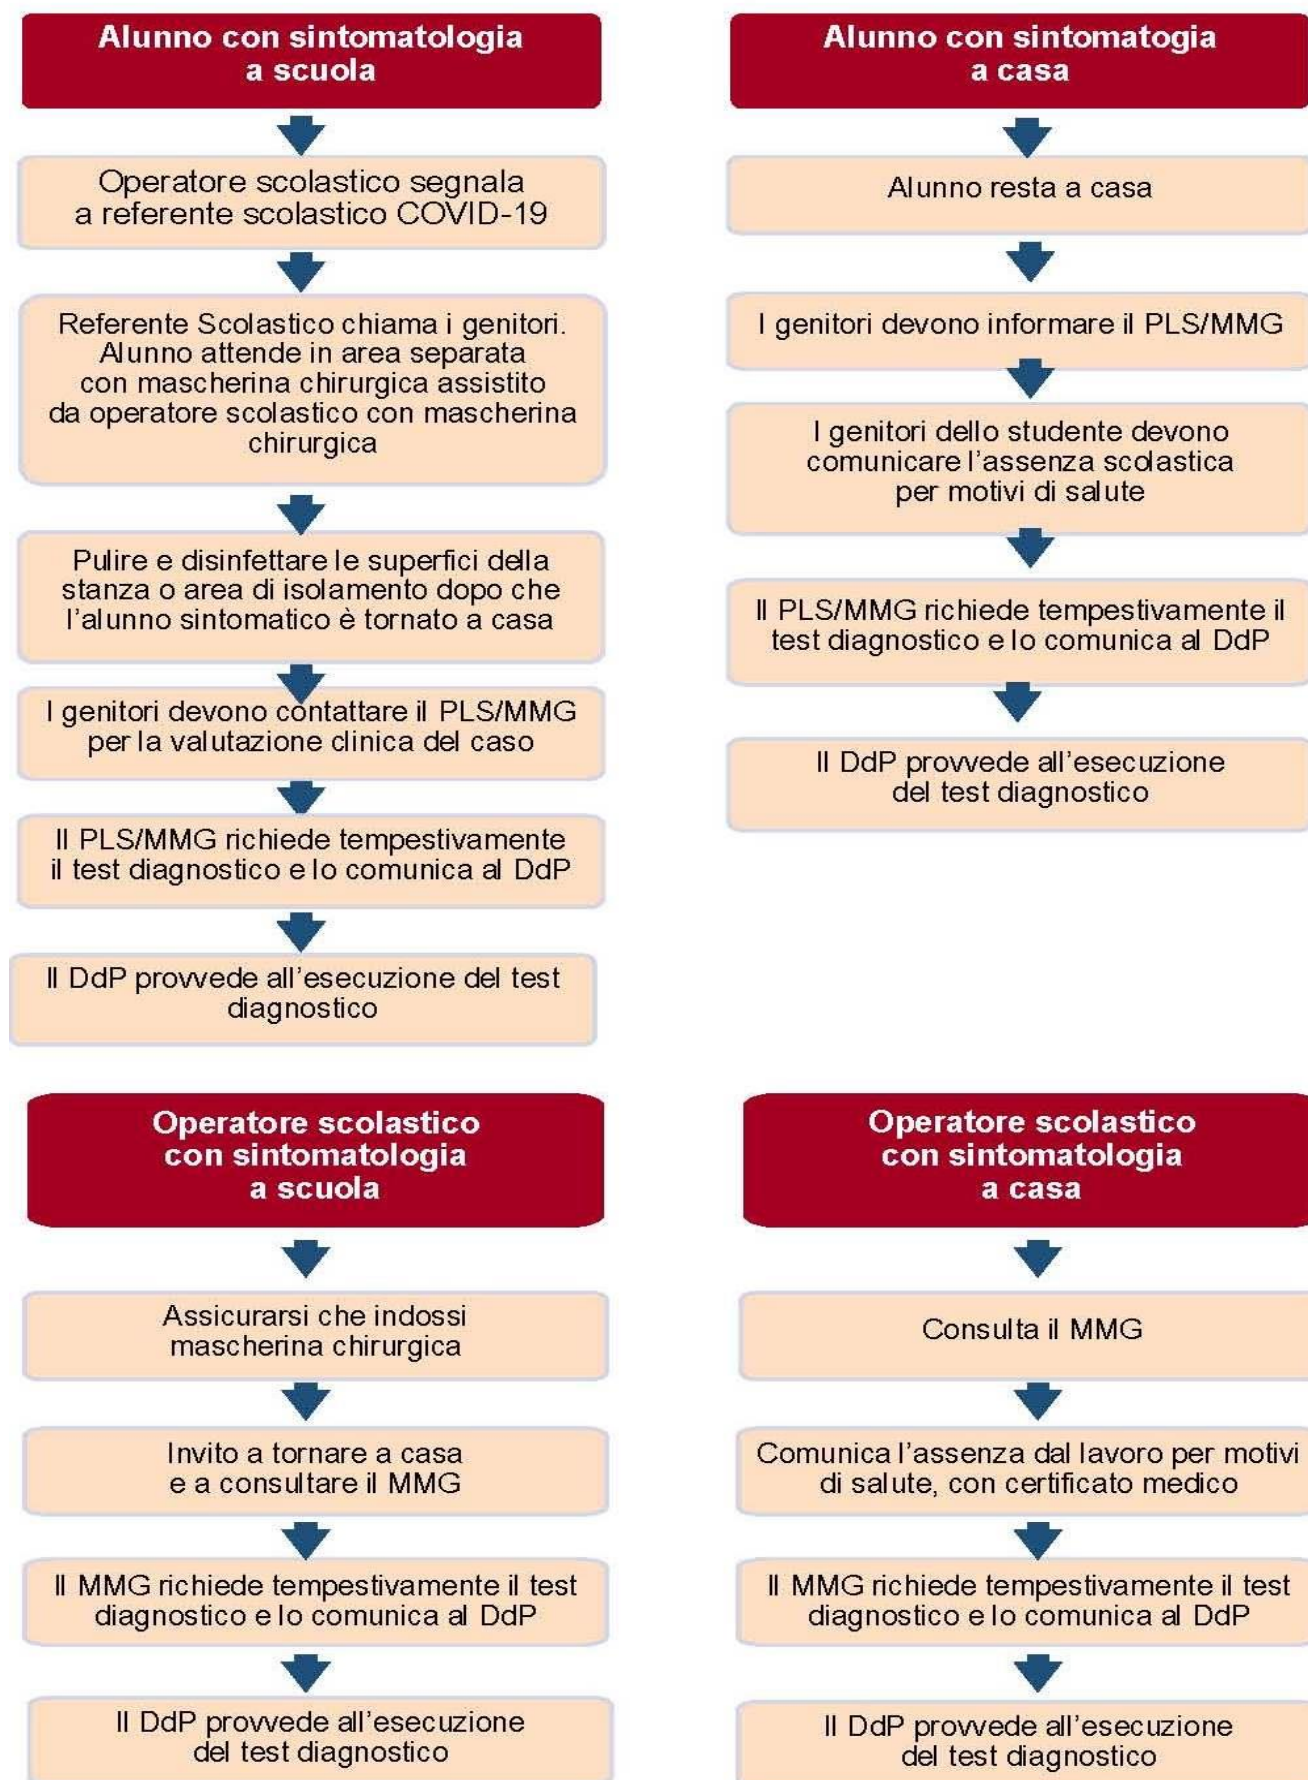 Alunno con sintomatologia
a scuola
Operatore scolastico segnala
a referente scolastico COVID-19
Referente Scolastico chiama i genitori.
Alunno attende in area separata
con mascherina chirurgica assistito
da operatore scolastico con mascherina
chirurgica
Pulire e disinfettare le superfici della
stanza o area di isolamento dopo che
l'alunno sintomatico è tornato a casa
I genitori devono contattare il PLS/MMG
per la valutazione clinica del caso
Il PLS/MMG richiede tempestivamente
il test diagnostico e lo comunica al DdP
Il DdP provvede all'esecuzione del test
diagnostico
Alunno con sintomatogia
a casa
Alunno resta a casa
I genitori devono informare il PLS/MMG
I genitori dello studente devono
comunicare l'assenza scolastica
per motivi di salute
Il PLS/MMG richiede tempestivamente il
test diagnostico e lo comunica al DdP
Il DdP provvede all'esecuzione
del test diagnostico
Operatore scolastico
con sintomatologia
a scuola
Assicurarsi che indossi
mascherina chirurgica
Invito a tornare a casa
e a consultare il MMG
Il MMG richiede tempestivamente il test
diagnostico e lo comunica al DdP
Il DdP provvede all'esecuzione
del test diagnostico
Operatore scolastico
con sintomatologia
a casa
Consulta il MMG
Comunica l'assenza dal lavoro per motivi
di salute, con certificato medico
Il MMG richiede tempestivamente il test
diagnostico e lo comunica al DdP
Il DdP provvede all'esecuzione
del test diagnostico